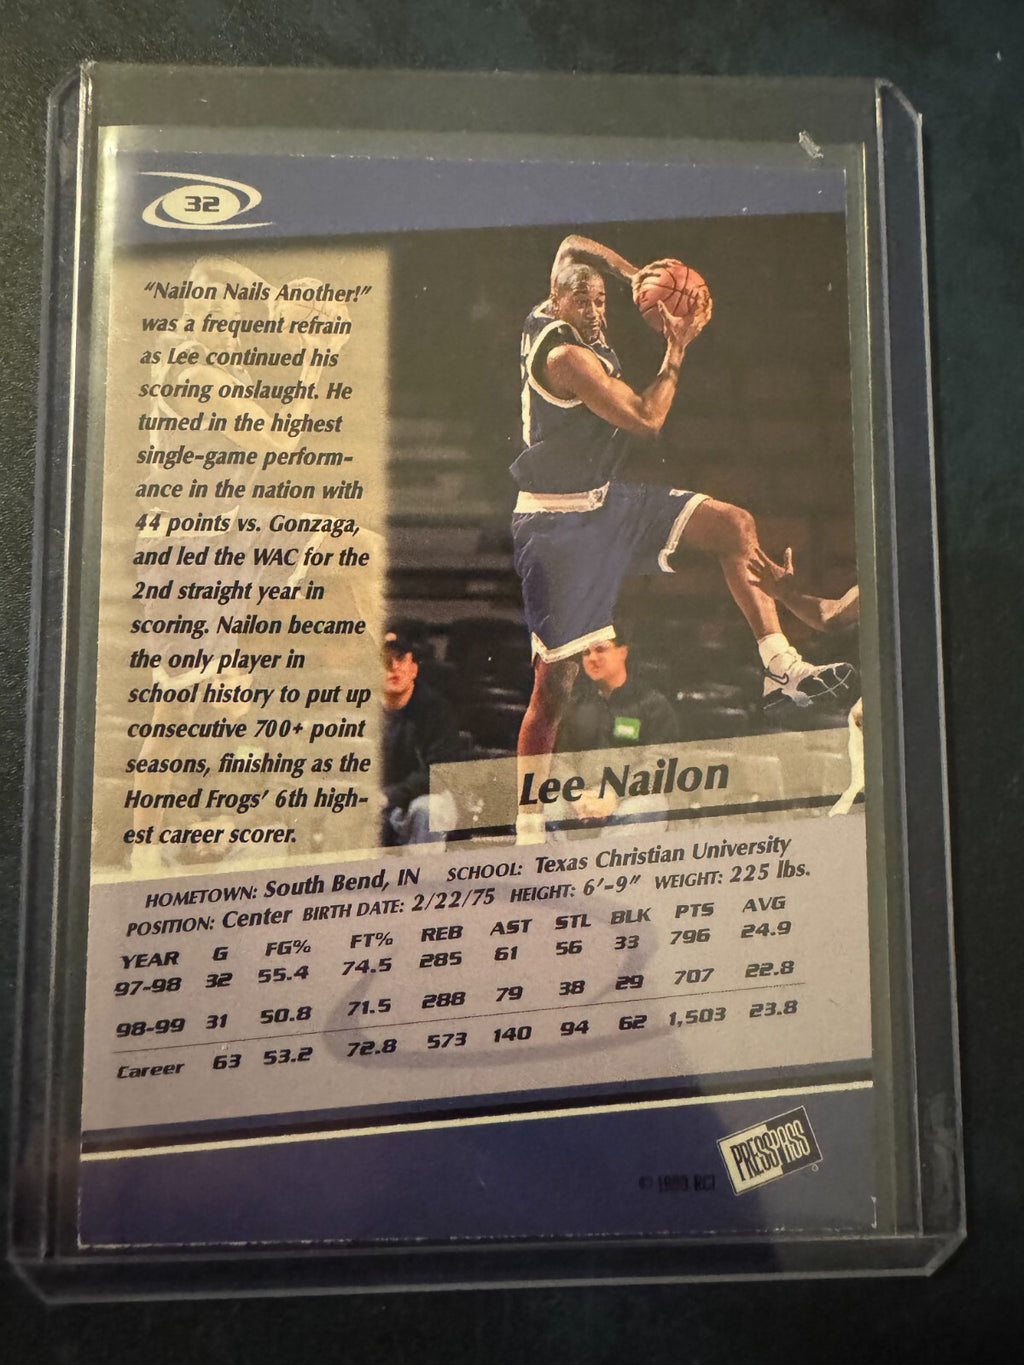 32
“Nailon Nails Another!”
was a frequent refrain
as Lee continued his
scoring onslaught. He
turned in the highest
single-game perform-
ance in the nation with
44 points vs. Gonzaga,
and led the WAC for the
2nd straight year in
scoring. Nailon became
the only player in
school history to put up
consecutive 700+ point
seasons, finishing as the
Horned Frogs’ 6th high-
est career scorer.
Lee Nailon
HOMETOWN: South Bend, IN SCHOOL: Texas Christian University
POSITION: Center BIRTH DATE: 2/22/75 HEIGHT: 6’-9” WEIGHT: 225 lbs.
YEAR G FG% FT% REB AST STL BLK PTS AVG
97-98 32 55.4 74.5 285 61 56 33 796 24.9
98-99 31 50.8 71.5 288 79 38 29 707 22.8
Career 63 53.2 72.8 573 140 94 62 1,503 23.8
PRESS PASS
© 1999 RCI